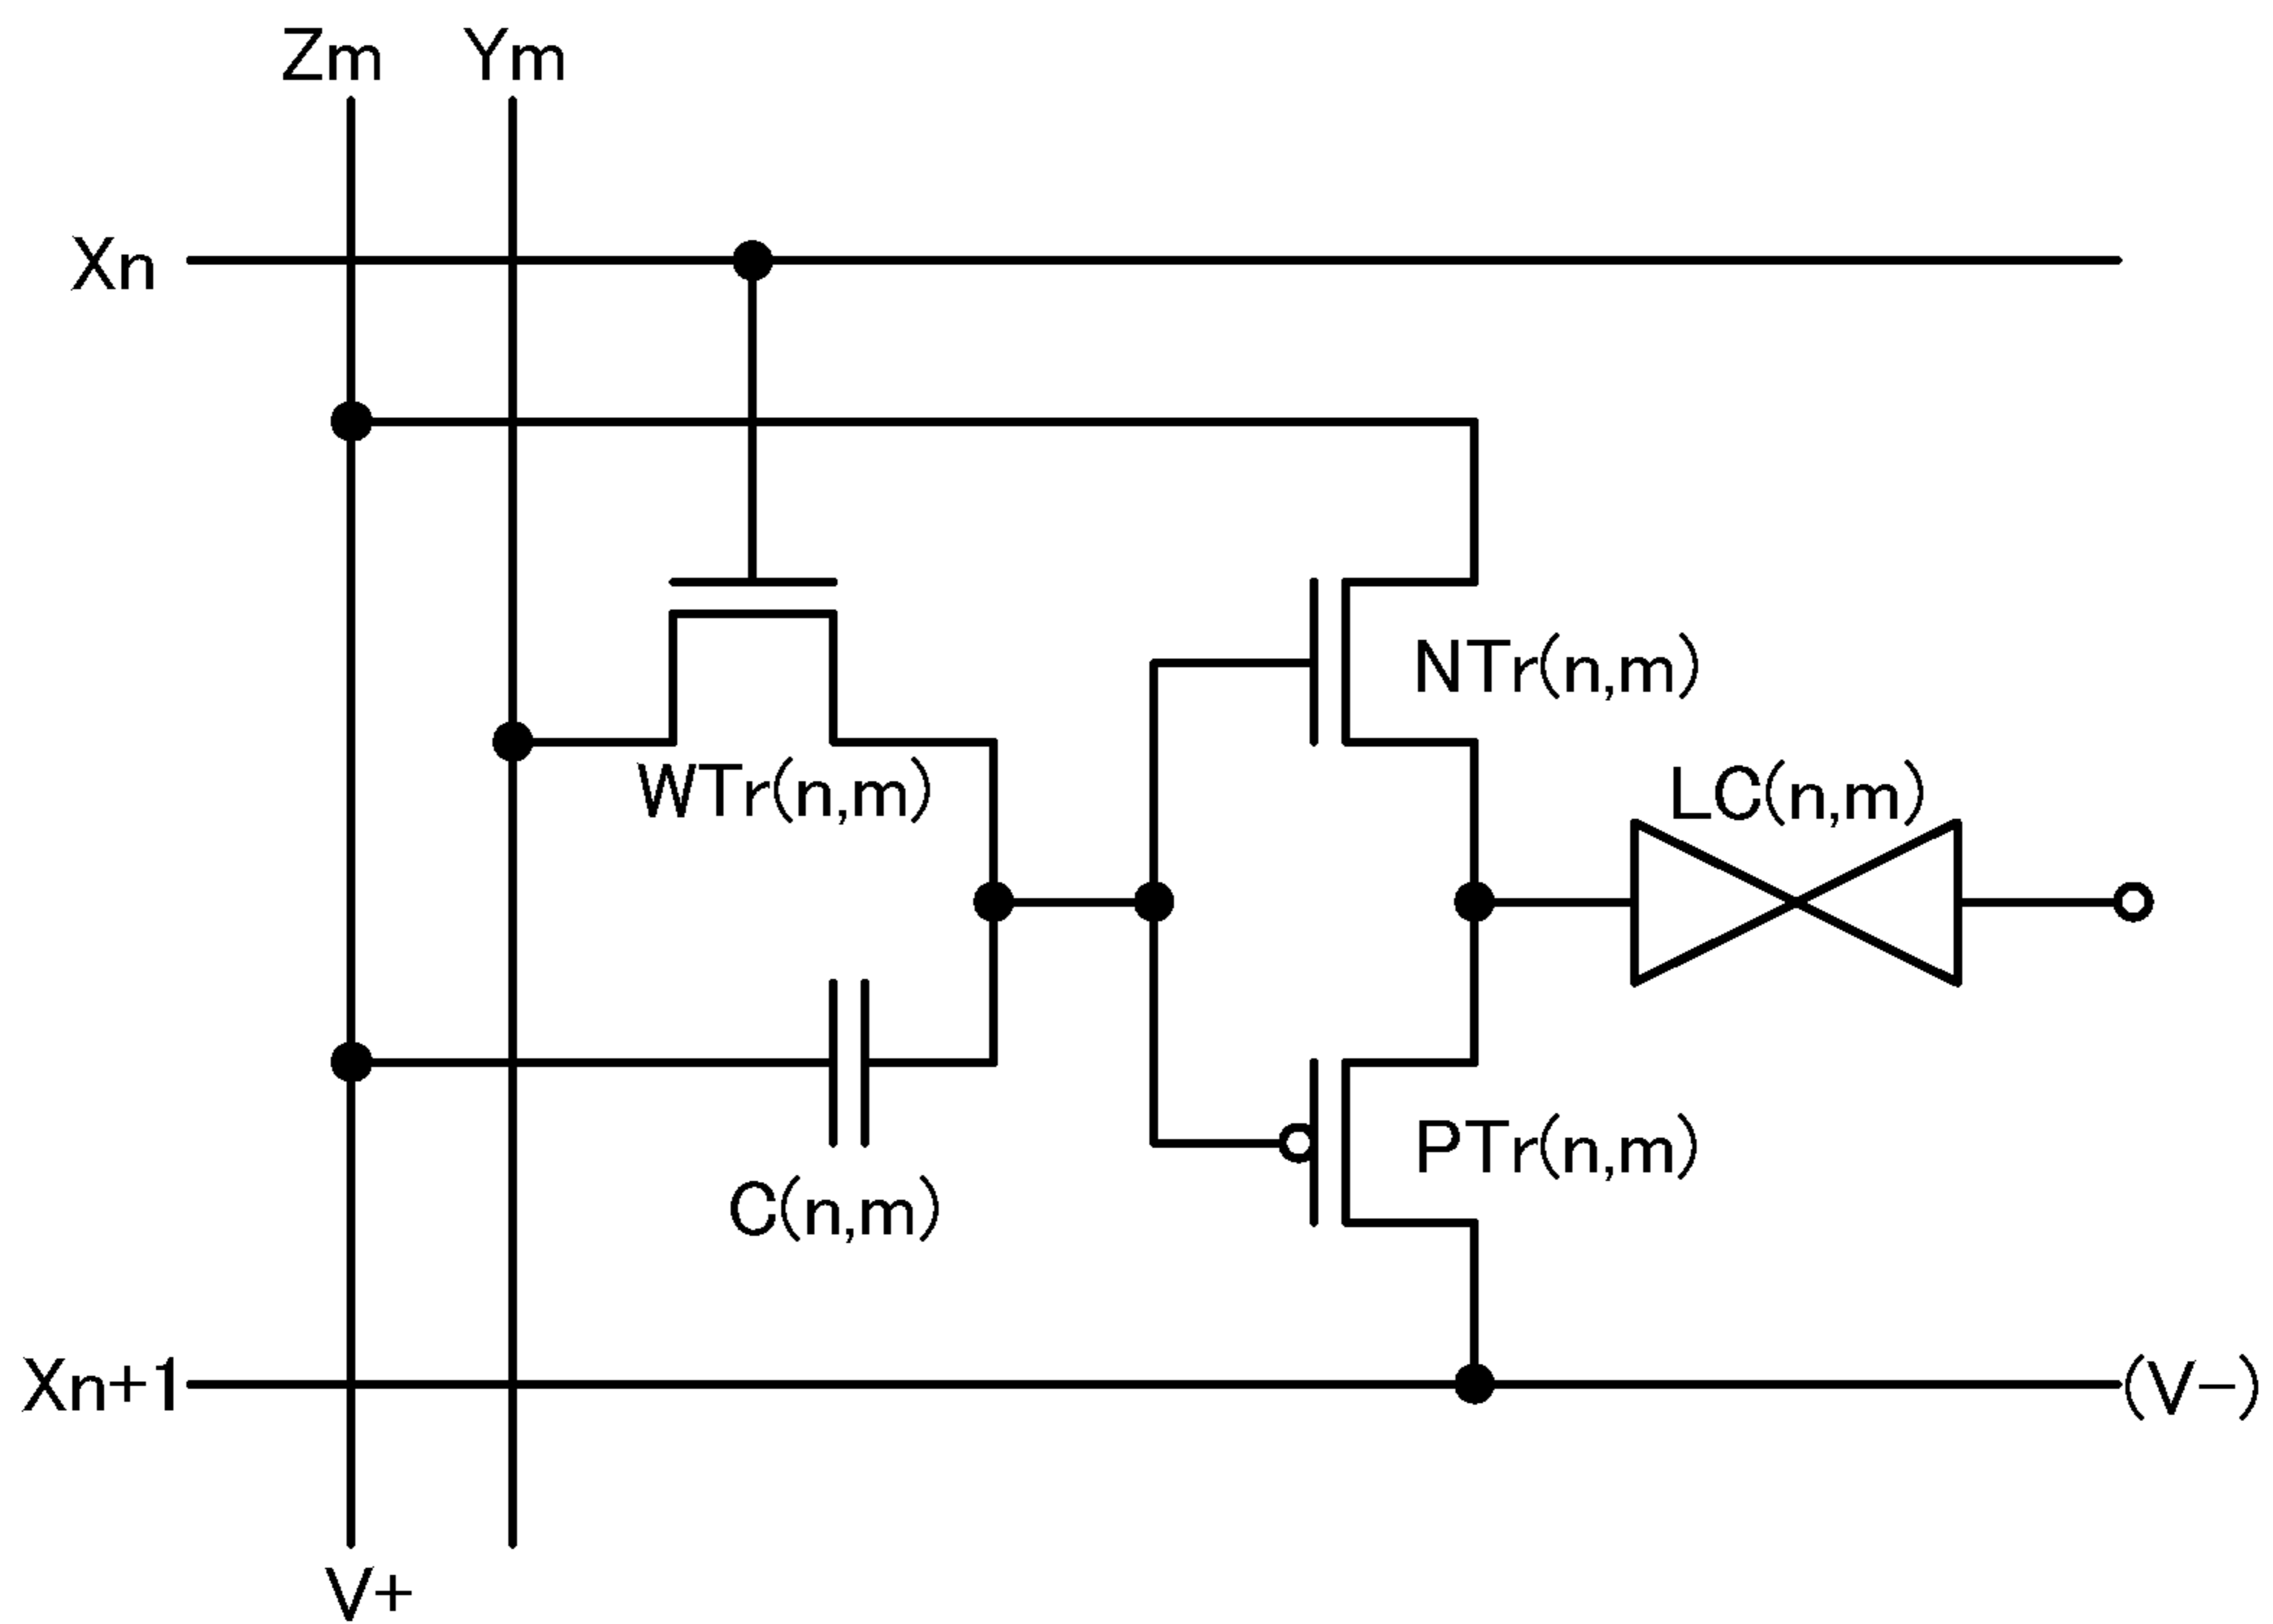 Zm Ym
Xn
NTr(n,m)
WTr(n,m)
LC(n,m)
PTr(n,m)
C(n,m)
Xn+1
(V−)
V+